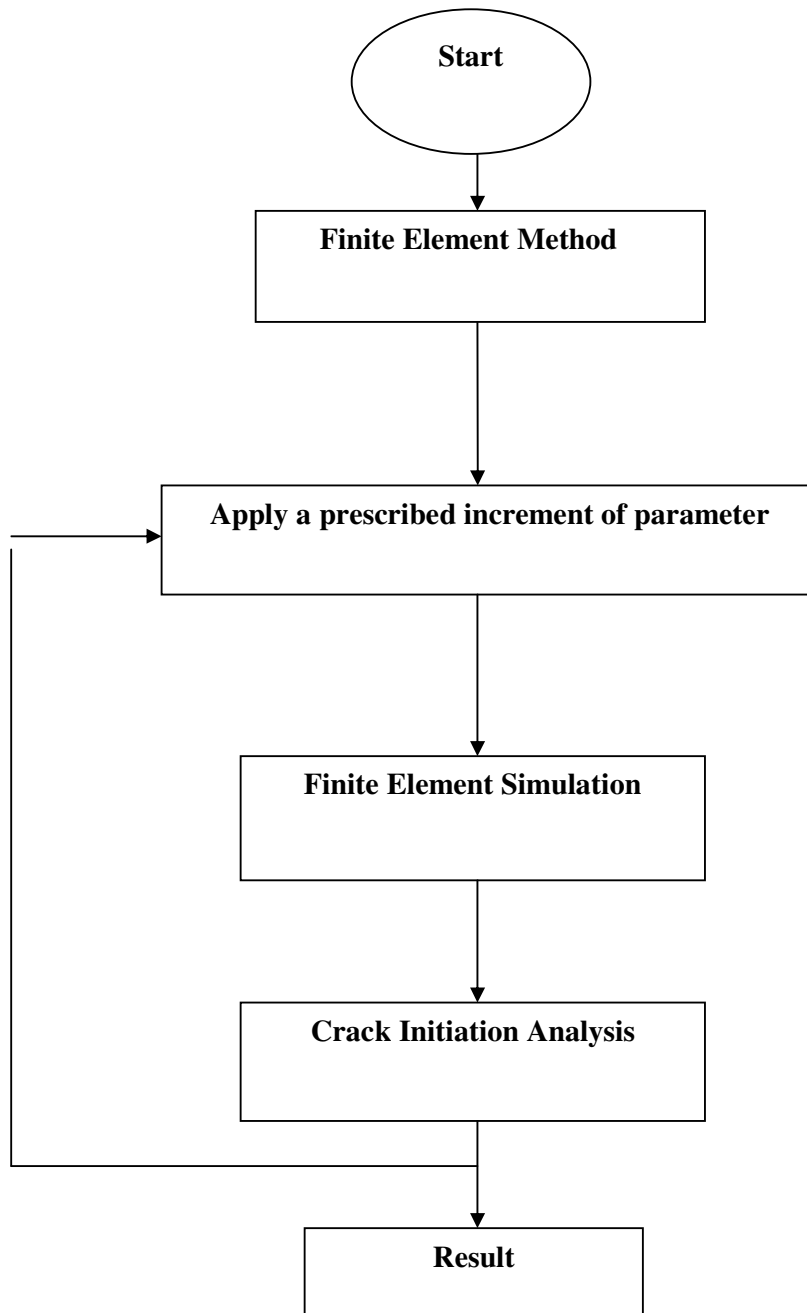 Start
Finite Element Method
Apply a prescribed increment of parameter
Finite Element Simulation
Crack Initiation Analysis
Result